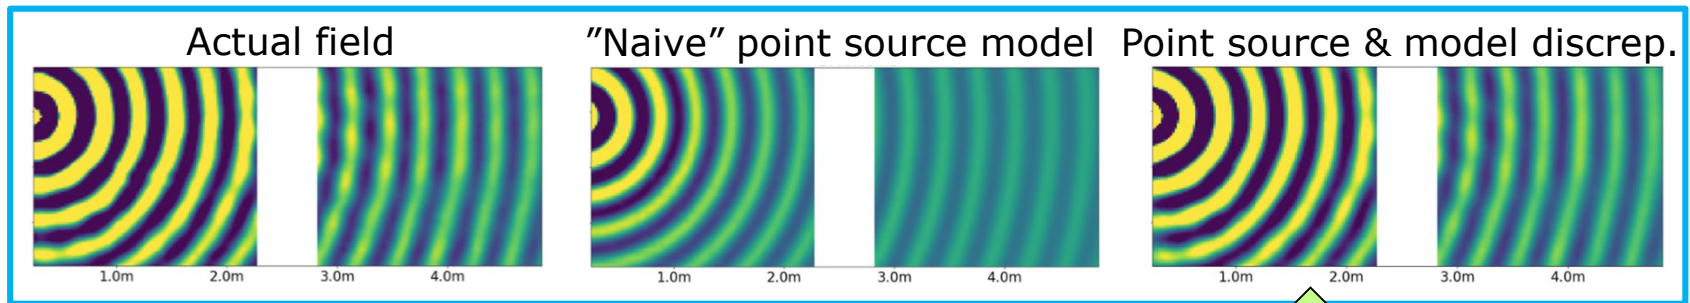 Actual field
”Naive” point source model
Point source & model discrep.
1.0m 2.0m 3.0m 4.0m
1.0m 2.0m 3.0m 4.0m
1.0m 2.0m 3.0m 4.0m